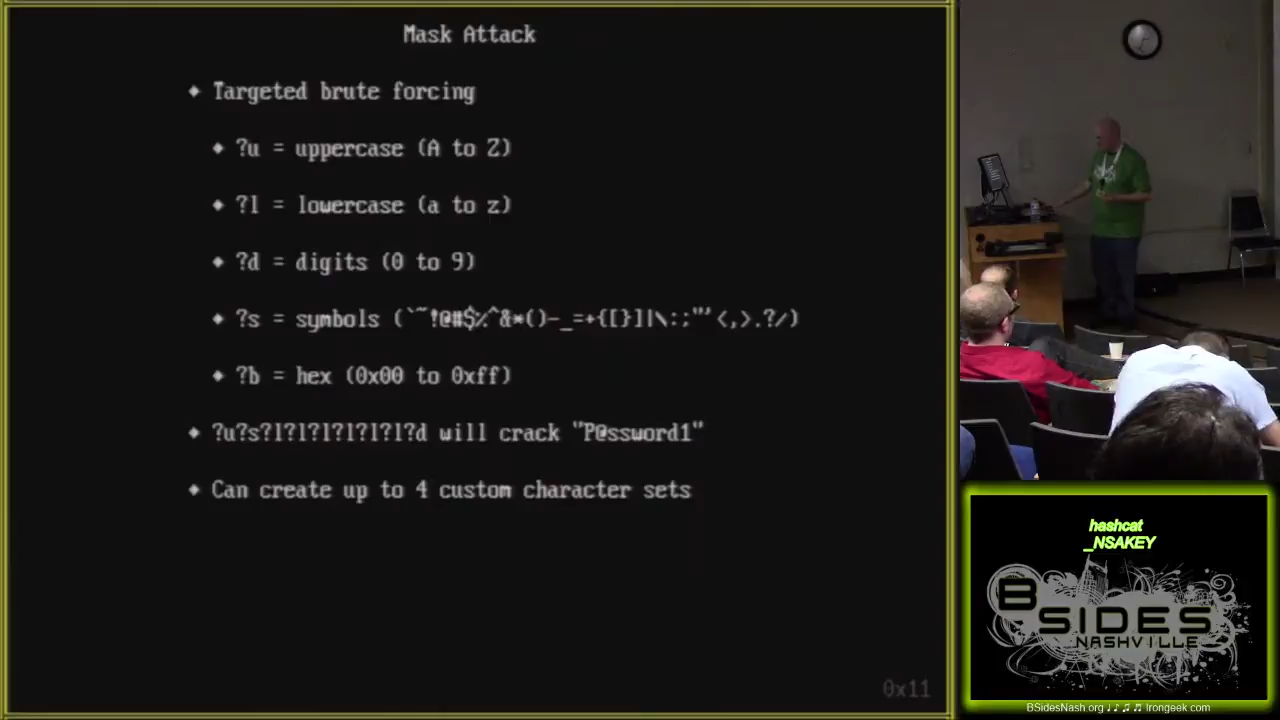 Mask Attack
◆ Targeted brute forcing
◆ ?u = uppercase (A to Z)
◆ ?l = lowercase (a to z)
◆ ?d = digits (0 to 9)
◆ ?s = symbols (`~!@#$%^&*()-_=+{[}]|\:;"'<,>.?/)
◆ ?b = hex (0x00 to 0xff)
◆ ?u?s?l?l?l?l?l?l?d will crack "P@ssword1"
◆ Can create up to 4 custom character sets
0x11
hashcat
_NSAKEY
BSIDES
NASHVILLE
BSidesNash.org ♩♪♫♬ Irongeek.com